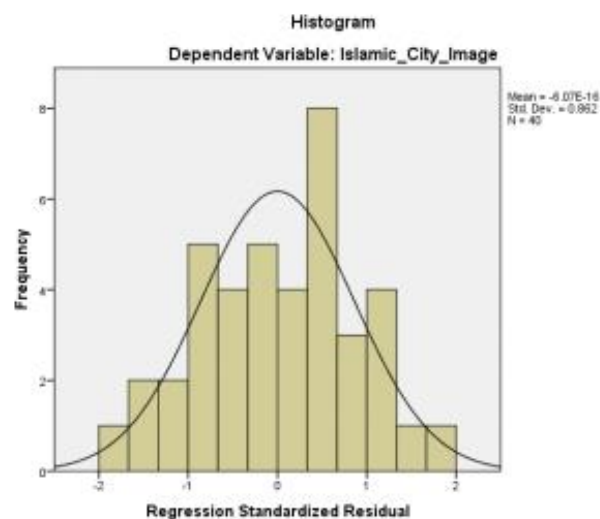 Histogram
Dependent Variable: Islamic_City_Image
Mean = -6.07E-16
Std. Dev. = 0.862
N = 40
Frequency
8
6
4
2
0
-2
-1
0
1
2
Regression Standardized Residual